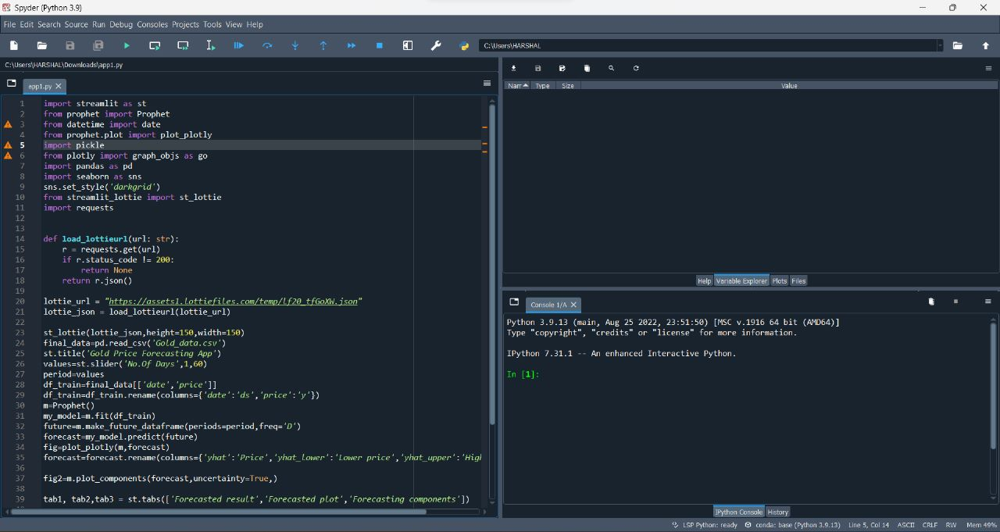 Spyder (Python 3.9)
File Edit Search Source Run Debug Consoles Projects Tools View Help
C:\Users\HARSHAL
C:\Users\HARSHAL\Downloads\app1.py
app1.py
1 import streamlit as st
2 from prophet import Prophet
3 from datetime import date
4 from prophet.plot import plot_plotly
5 import pickle
6 from plotly import graph_objs as go
7 import pandas as pd
8 import seaborn as sns
9 sns.set_style('darkgrid')
10 from streamlit_lottie import st_lottie
11 import requests
12
13
14 def load_lottieurl(url: str):
15     r = requests.get(url)
16     if r.status_code != 200:
17         return None
18     return r.json()
19
20 lottie_url = "https://assets1.lottiefiles.com/temp/lf20_tfGoXW.json"
21 lottie_json = load_lottieurl(lottie_url)
22
23 st_lottie(lottie_json,height=150,width=150)
24 final_data=pd.read_csv('Gold_data.csv')
25 st.title('Gold Price Forecasting App')
26 values=st.slider('No.Of Days',1,60)
27 period=values
28 df_train=final_data[['date','price']]
29 df_train=df_train.rename(columns={'date':'ds','price':'y'})
30 m=Prophet()
31 my_model=m.fit(df_train)
32 future=m.make_future_dataframe(periods=period,freq='D')
33 forecast=my_model.predict(future)
34 fig=plot_plotly(m,forecast)
35 forecast=forecast.rename(columns={'yhat':'Price','yhat_lower':'Lower price','yhat_upper':'High
36
37 fig2=m.plot_components(forecast,uncertainty=True,)
38
39 tab1, tab2,tab3 = st.tabs(['Forecasted result','Forecasted plot','Forecasting components'])
Nam Type Size Value
Help Variable Explorer Plots Files
Console 1/A
Python 3.9.13 (main, Aug 25 2022, 23:51:50) [MSC v.1916 64 bit (AMD64)]
Type "copyright", "credits" or "license" for more information.
IPython 7.31.1 -- An enhanced Interactive Python.
In [1]:
IPython Console History
LSP Python: ready conda: base (Python 3.9.13) Line 5, Col 14 ASCII CRLF RW Mem 49%